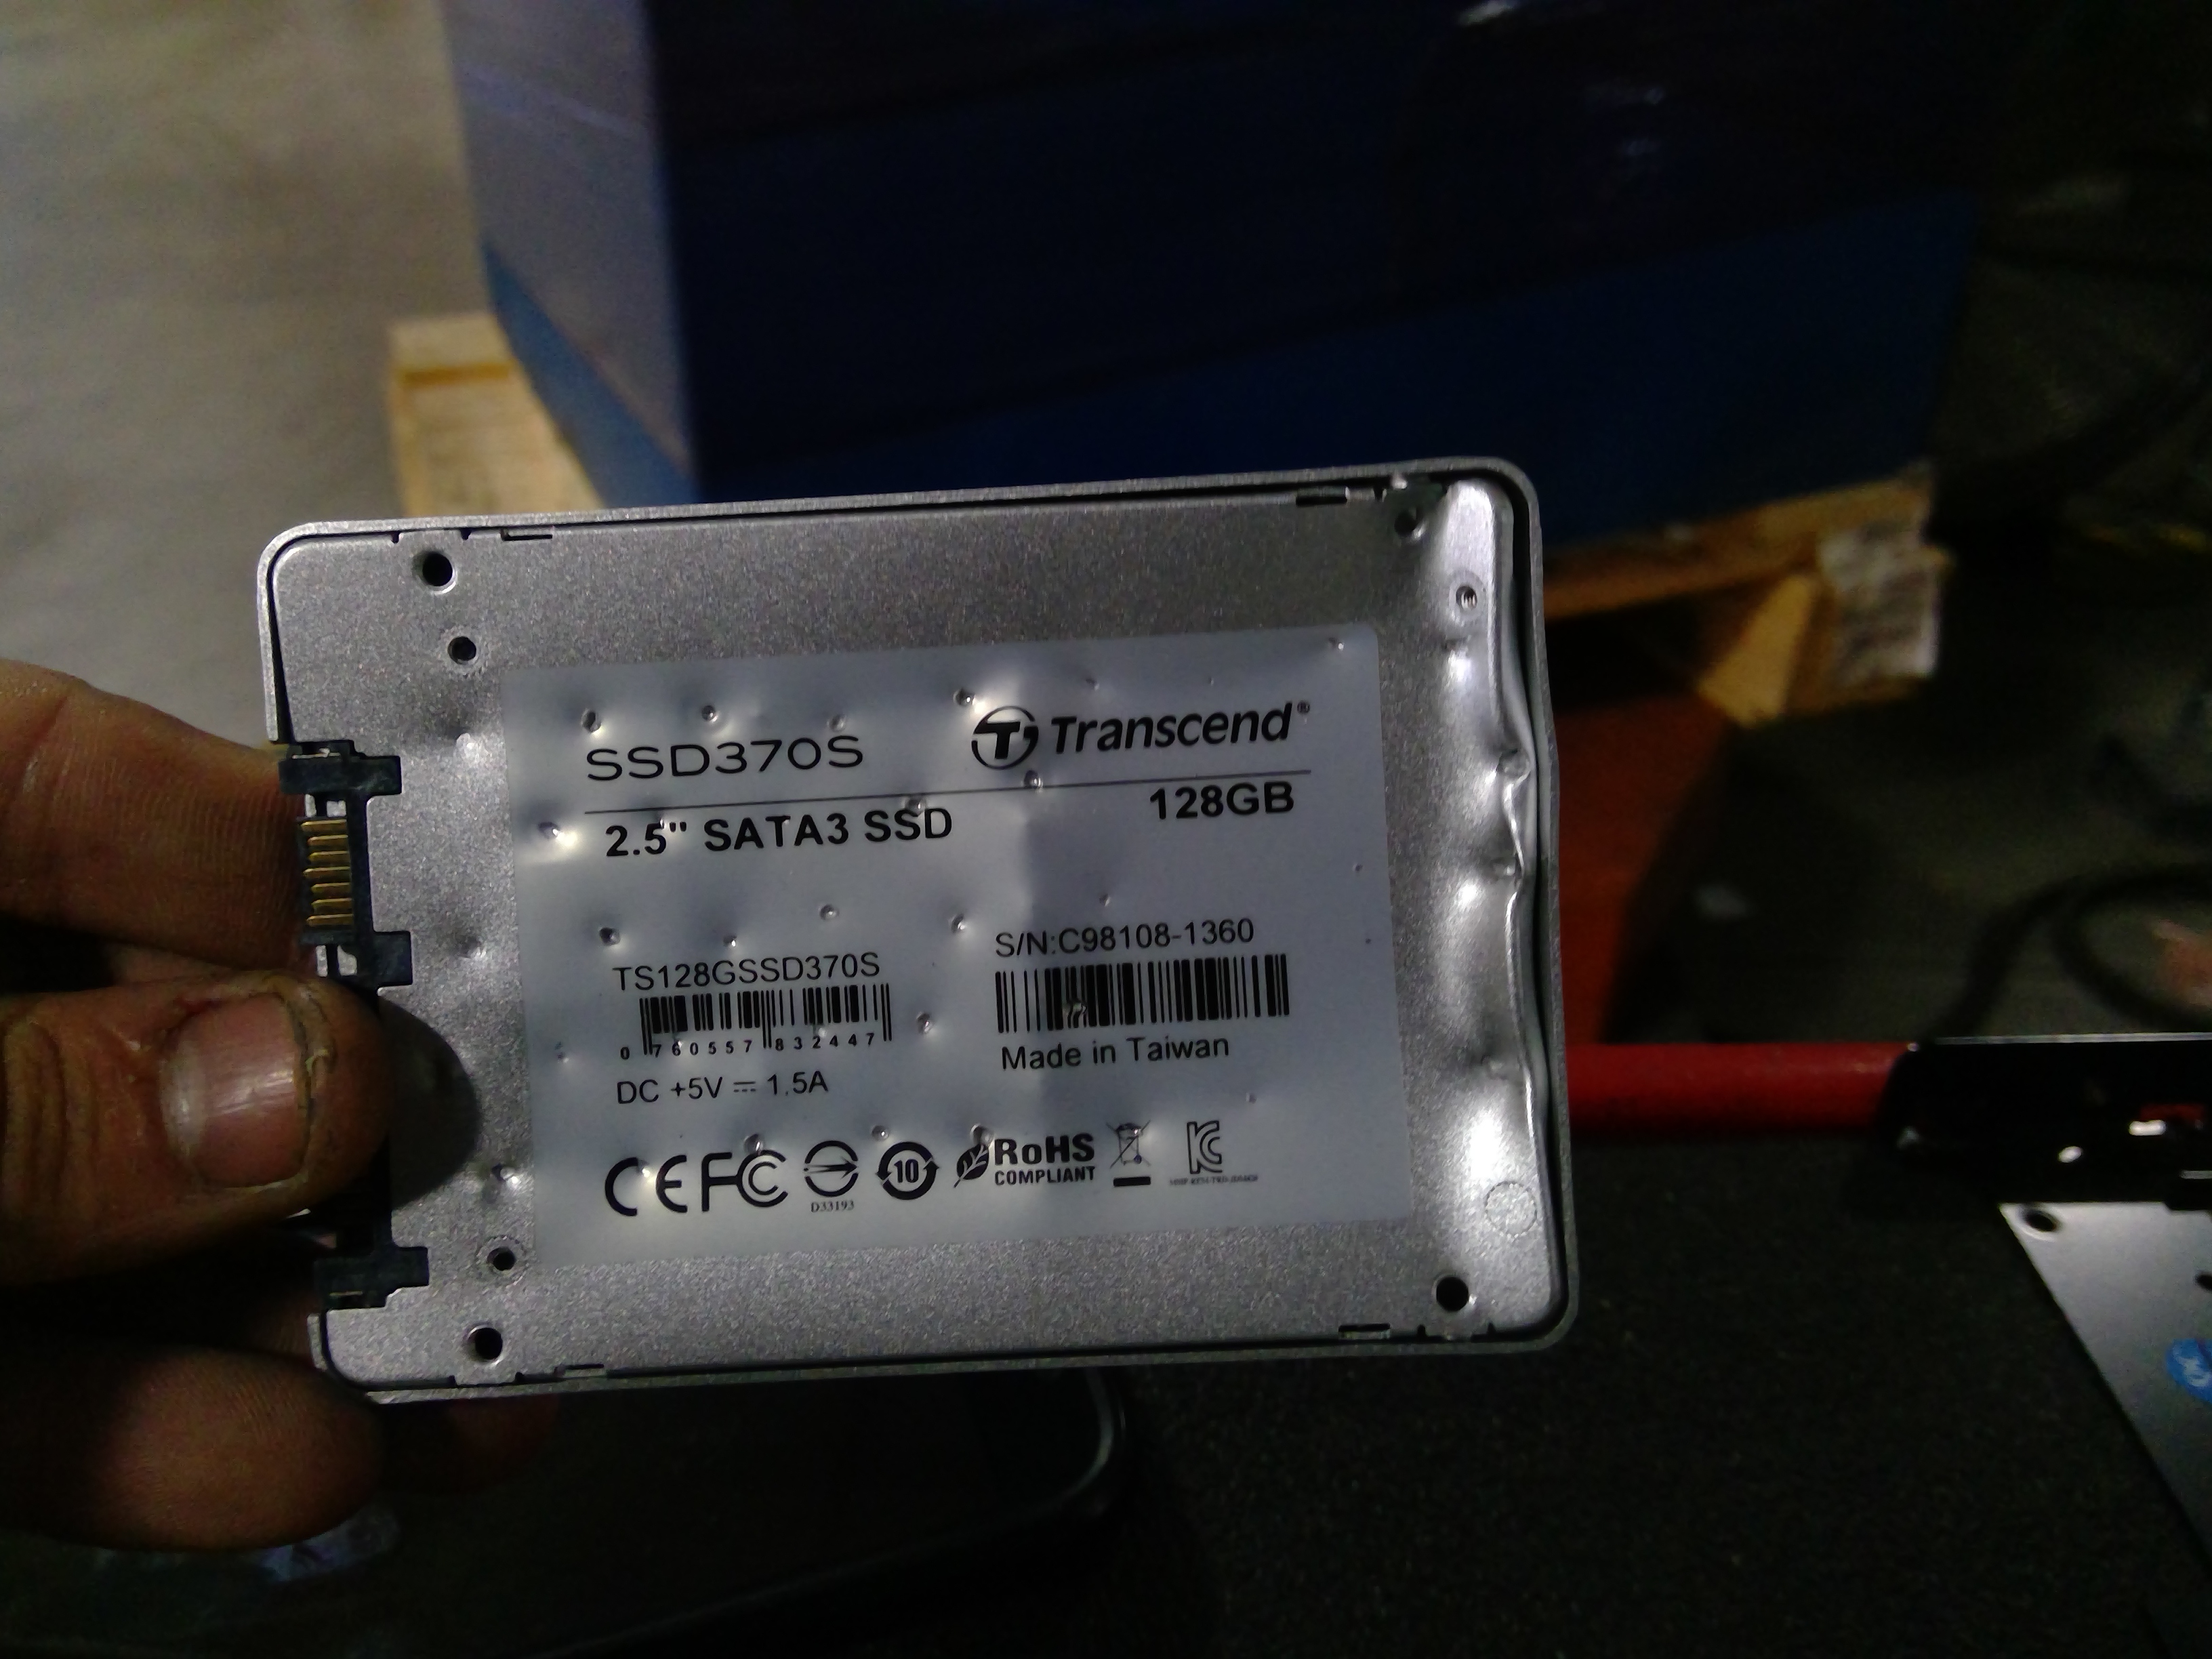 SSD370S
Transcend®
2.5" SATA3 SSD
128GB
TS128GSSD370S
0 760557 832447
DC +5V ⎓ 1.5A
S/N:C98108-1360
Made in Taiwan
CE FC
D33193
10
RoHS
COMPLIANT